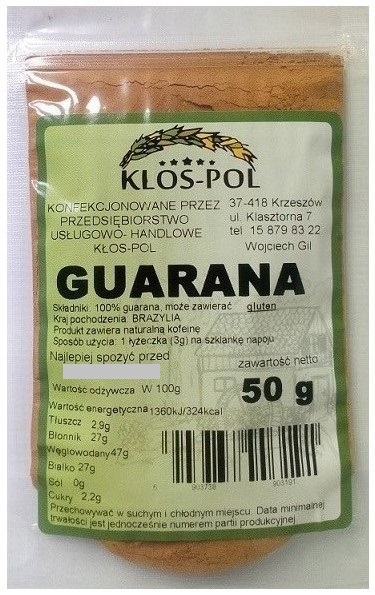 KŁOS-POL
KONFEKCJONOWANE PRZEZ
PRZEDSIĘBIORSTWO
USŁUGOWO- HANDLOWE
KŁOS-POL
37-418 Krzeszów
ul. Klasztorna 7
tel 15 879 83 22
Wojciech Gil
GUARANA
Składniki 100% guarana, może zawierać gluten
Kraj pochodzenia BRAZYLIA
Produkt zawiera naturalną kofeinę
Sposób użycia: 1 łyżeczka (3g) na szklankę napoju
Najlepiej spożyć przed
zawartość netto
50 g
Wartość odżywcza W 100g
Wartość energetyczna 1360kJ/324kcal
Tłuszcz 2,9g
Błonnik 27g
Węglowodany 47g
Białko 27g
Sól 0g
Cukry 2,2g
5 903738 903191
Przechowywać w suchym i chłodnym miejscu. Data minimalnej
trwałości jest jednocześnie numerem partii produkcyjnej